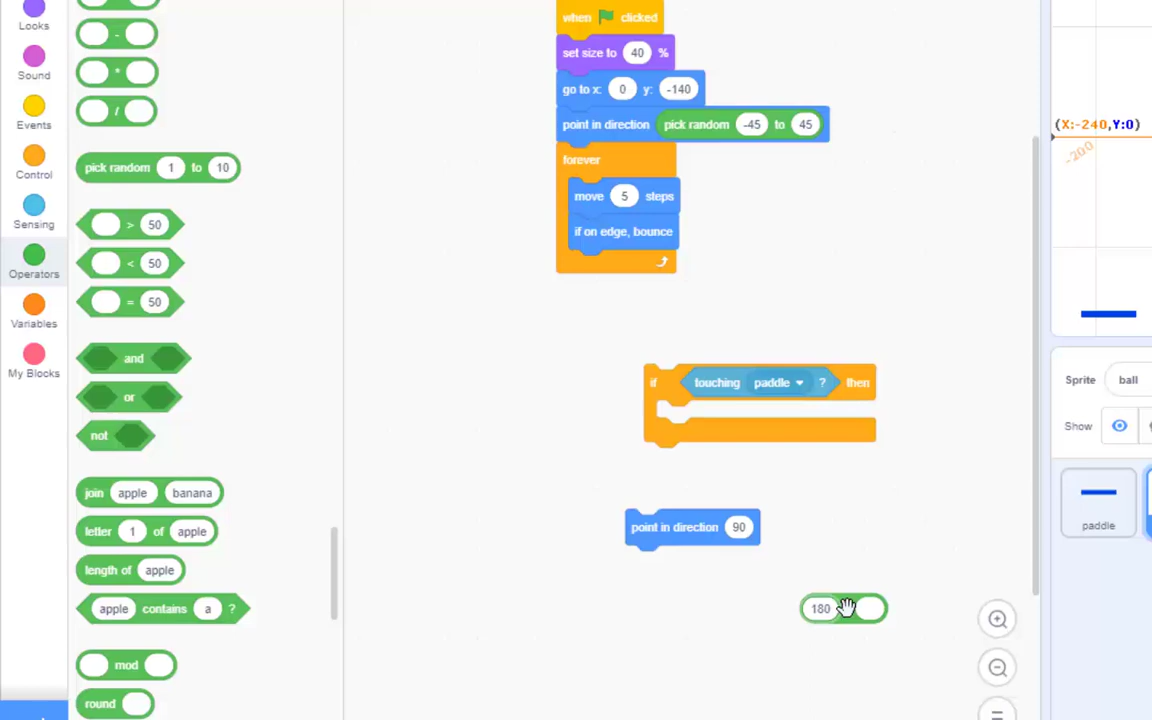 Looks
Sound
Events
Control
Sensing
Operators
Variables
My Blocks
-
*
/
pick random 1 to 10
> 50
< 50
= 50
and
or
not
join apple banana
letter 1 of apple
length of apple
apple contains a ?
mod
round
when clicked
set size to 40 %
go to x: 0 y: -140
point in direction pick random -45 to 45
forever
move 5 steps
if on edge, bounce
if touching paddle ? then
point in direction 90
180
(X:-240,Y:0)
-200
Sprite ball
Show
paddle